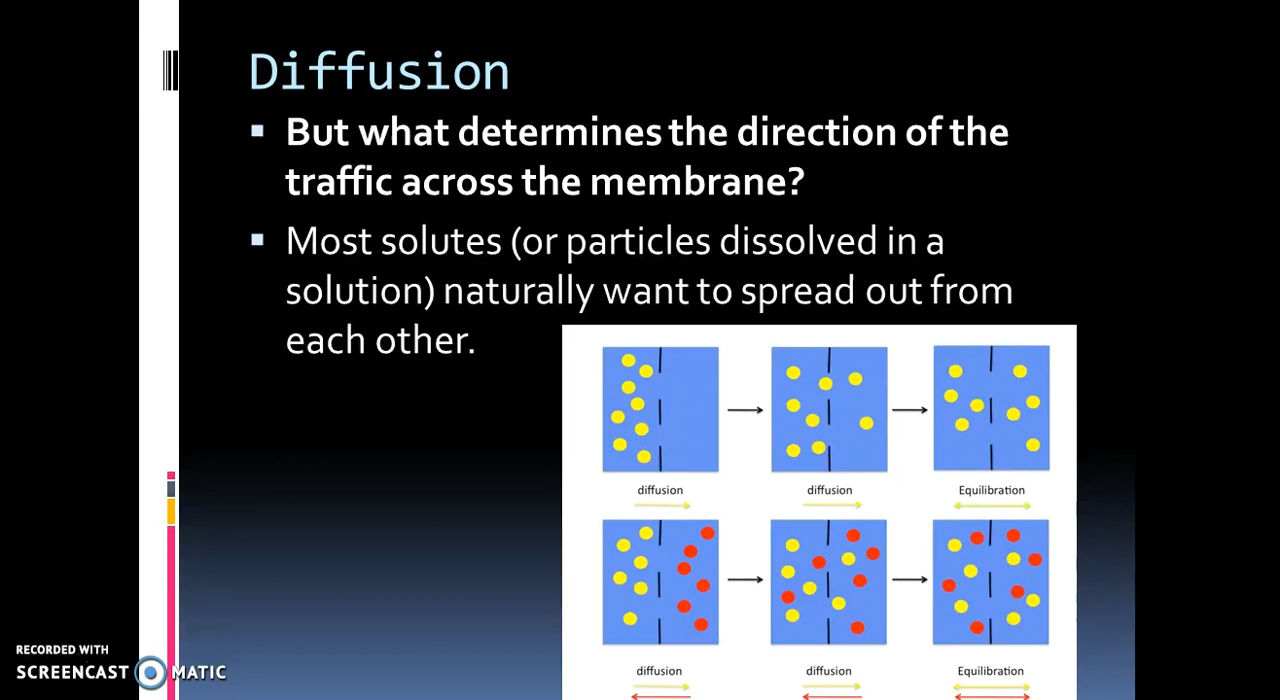 Diffusion
But what determines the direction of the
traffic across the membrane?
Most solutes (or particles dissolved in a
solution) naturally want to spread out from
each other.
diffusion diffusion Equilibration
diffusion diffusion Equilibration
RECORDED WITH
SCREENCAST MATIC